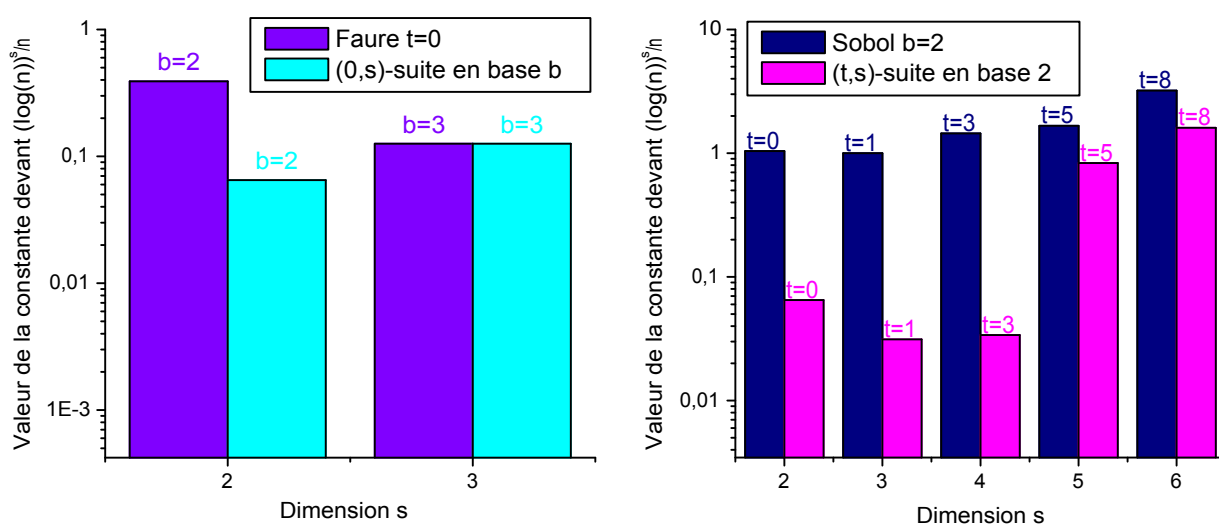 Valeur de la constante devant (log(n))^s/n
1
0,1
0,01
1E-3
Faure t=0
(0,s)-suite en base b
b=2
b=2
b=3
b=3
2
3
Dimension s
Valeur de la constante devant (log(n))^s/n
10
1
0,1
0,01
Sobol b=2
(t,s)-suite en base 2
t=0
t=0
t=1
t=1
t=3
t=3
t=5
t=5
t=8
t=8
2
3
4
5
6
Dimension s